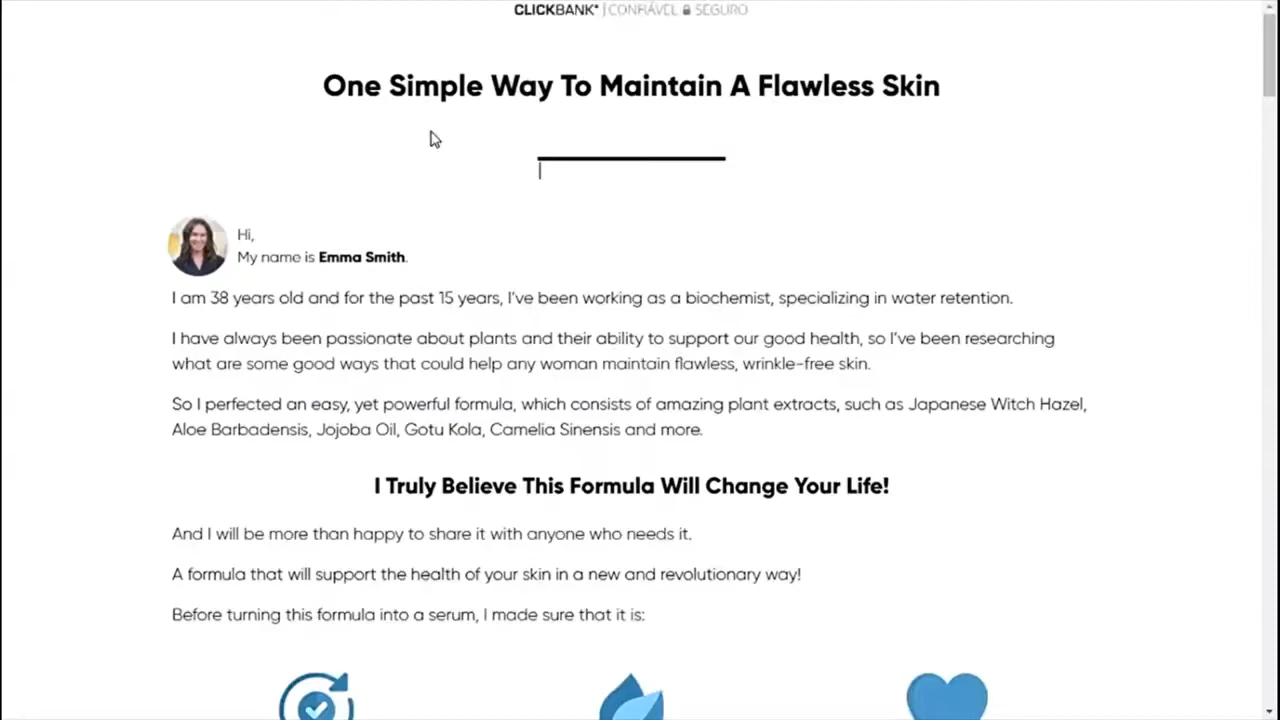 CLICKBANK® | CONFIÁVEL SEGURO
One Simple Way To Maintain A Flawless Skin
Hi,
My name is Emma Smith.
I am 38 years old and for the past 15 years, I've been working as a biochemist, specializing in water retention.
I have always been passionate about plants and their ability to support our good health, so I've been researching
what are some good ways that could help any woman maintain flawless, wrinkle-free skin.
So I perfected an easy, yet powerful formula, which consists of amazing plant extracts, such as Japanese Witch Hazel,
Aloe Barbadensis, Jojoba Oil, Gotu Kola, Camelia Sinensis and more.
I Truly Believe This Formula Will Change Your Life!
And I will be more than happy to share it with anyone who needs it.
A formula that will support the health of your skin in a new and revolutionary way!
Before turning this formula into a serum, I made sure that it is: